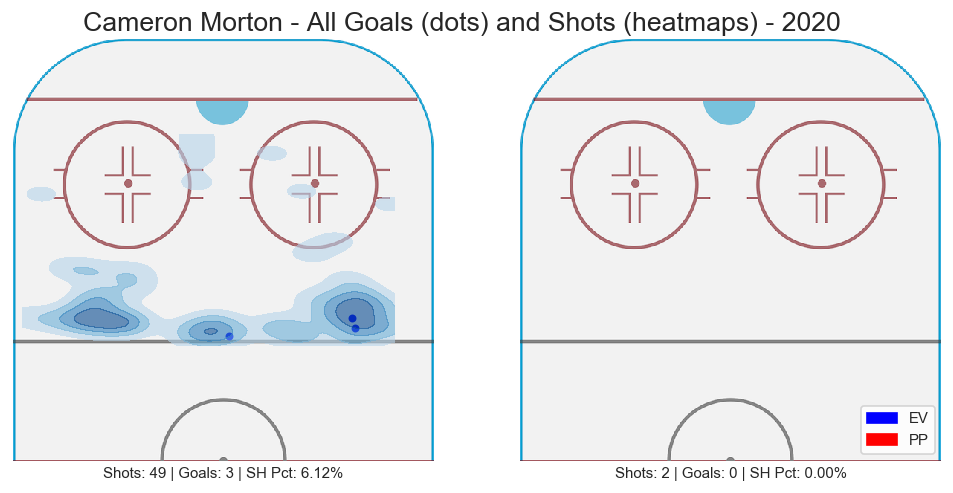 Cameron Morton - All Goals (dots) and Shots (heatmaps) - 2020
EV
PP
Shots: 49 | Goals: 3 | SH Pct: 6.12%
Shots: 2 | Goals: 0 | SH Pct: 0.00%